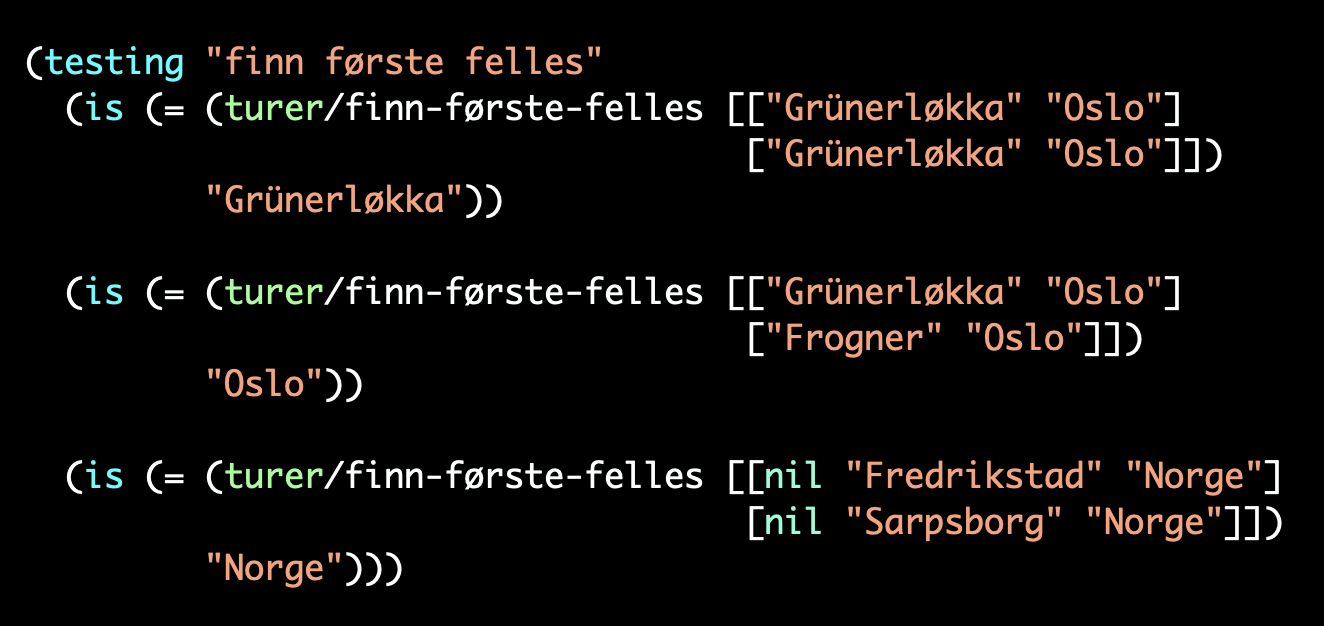 (testing "finn første felles"
  (is (= (turer/finn-første-felles [["Grünerløkka" "Oslo"]
                                    ["Grünerløkka" "Oslo"]])
         "Grünerløkka"))

  (is (= (turer/finn-første-felles [["Grünerløkka" "Oslo"]
                                    ["Frogner" "Oslo"]])
         "Oslo"))

  (is (= (turer/finn-første-felles [[nil "Fredrikstad" "Norge"]
                                    [nil "Sarpsborg" "Norge"]])
         "Norge")))